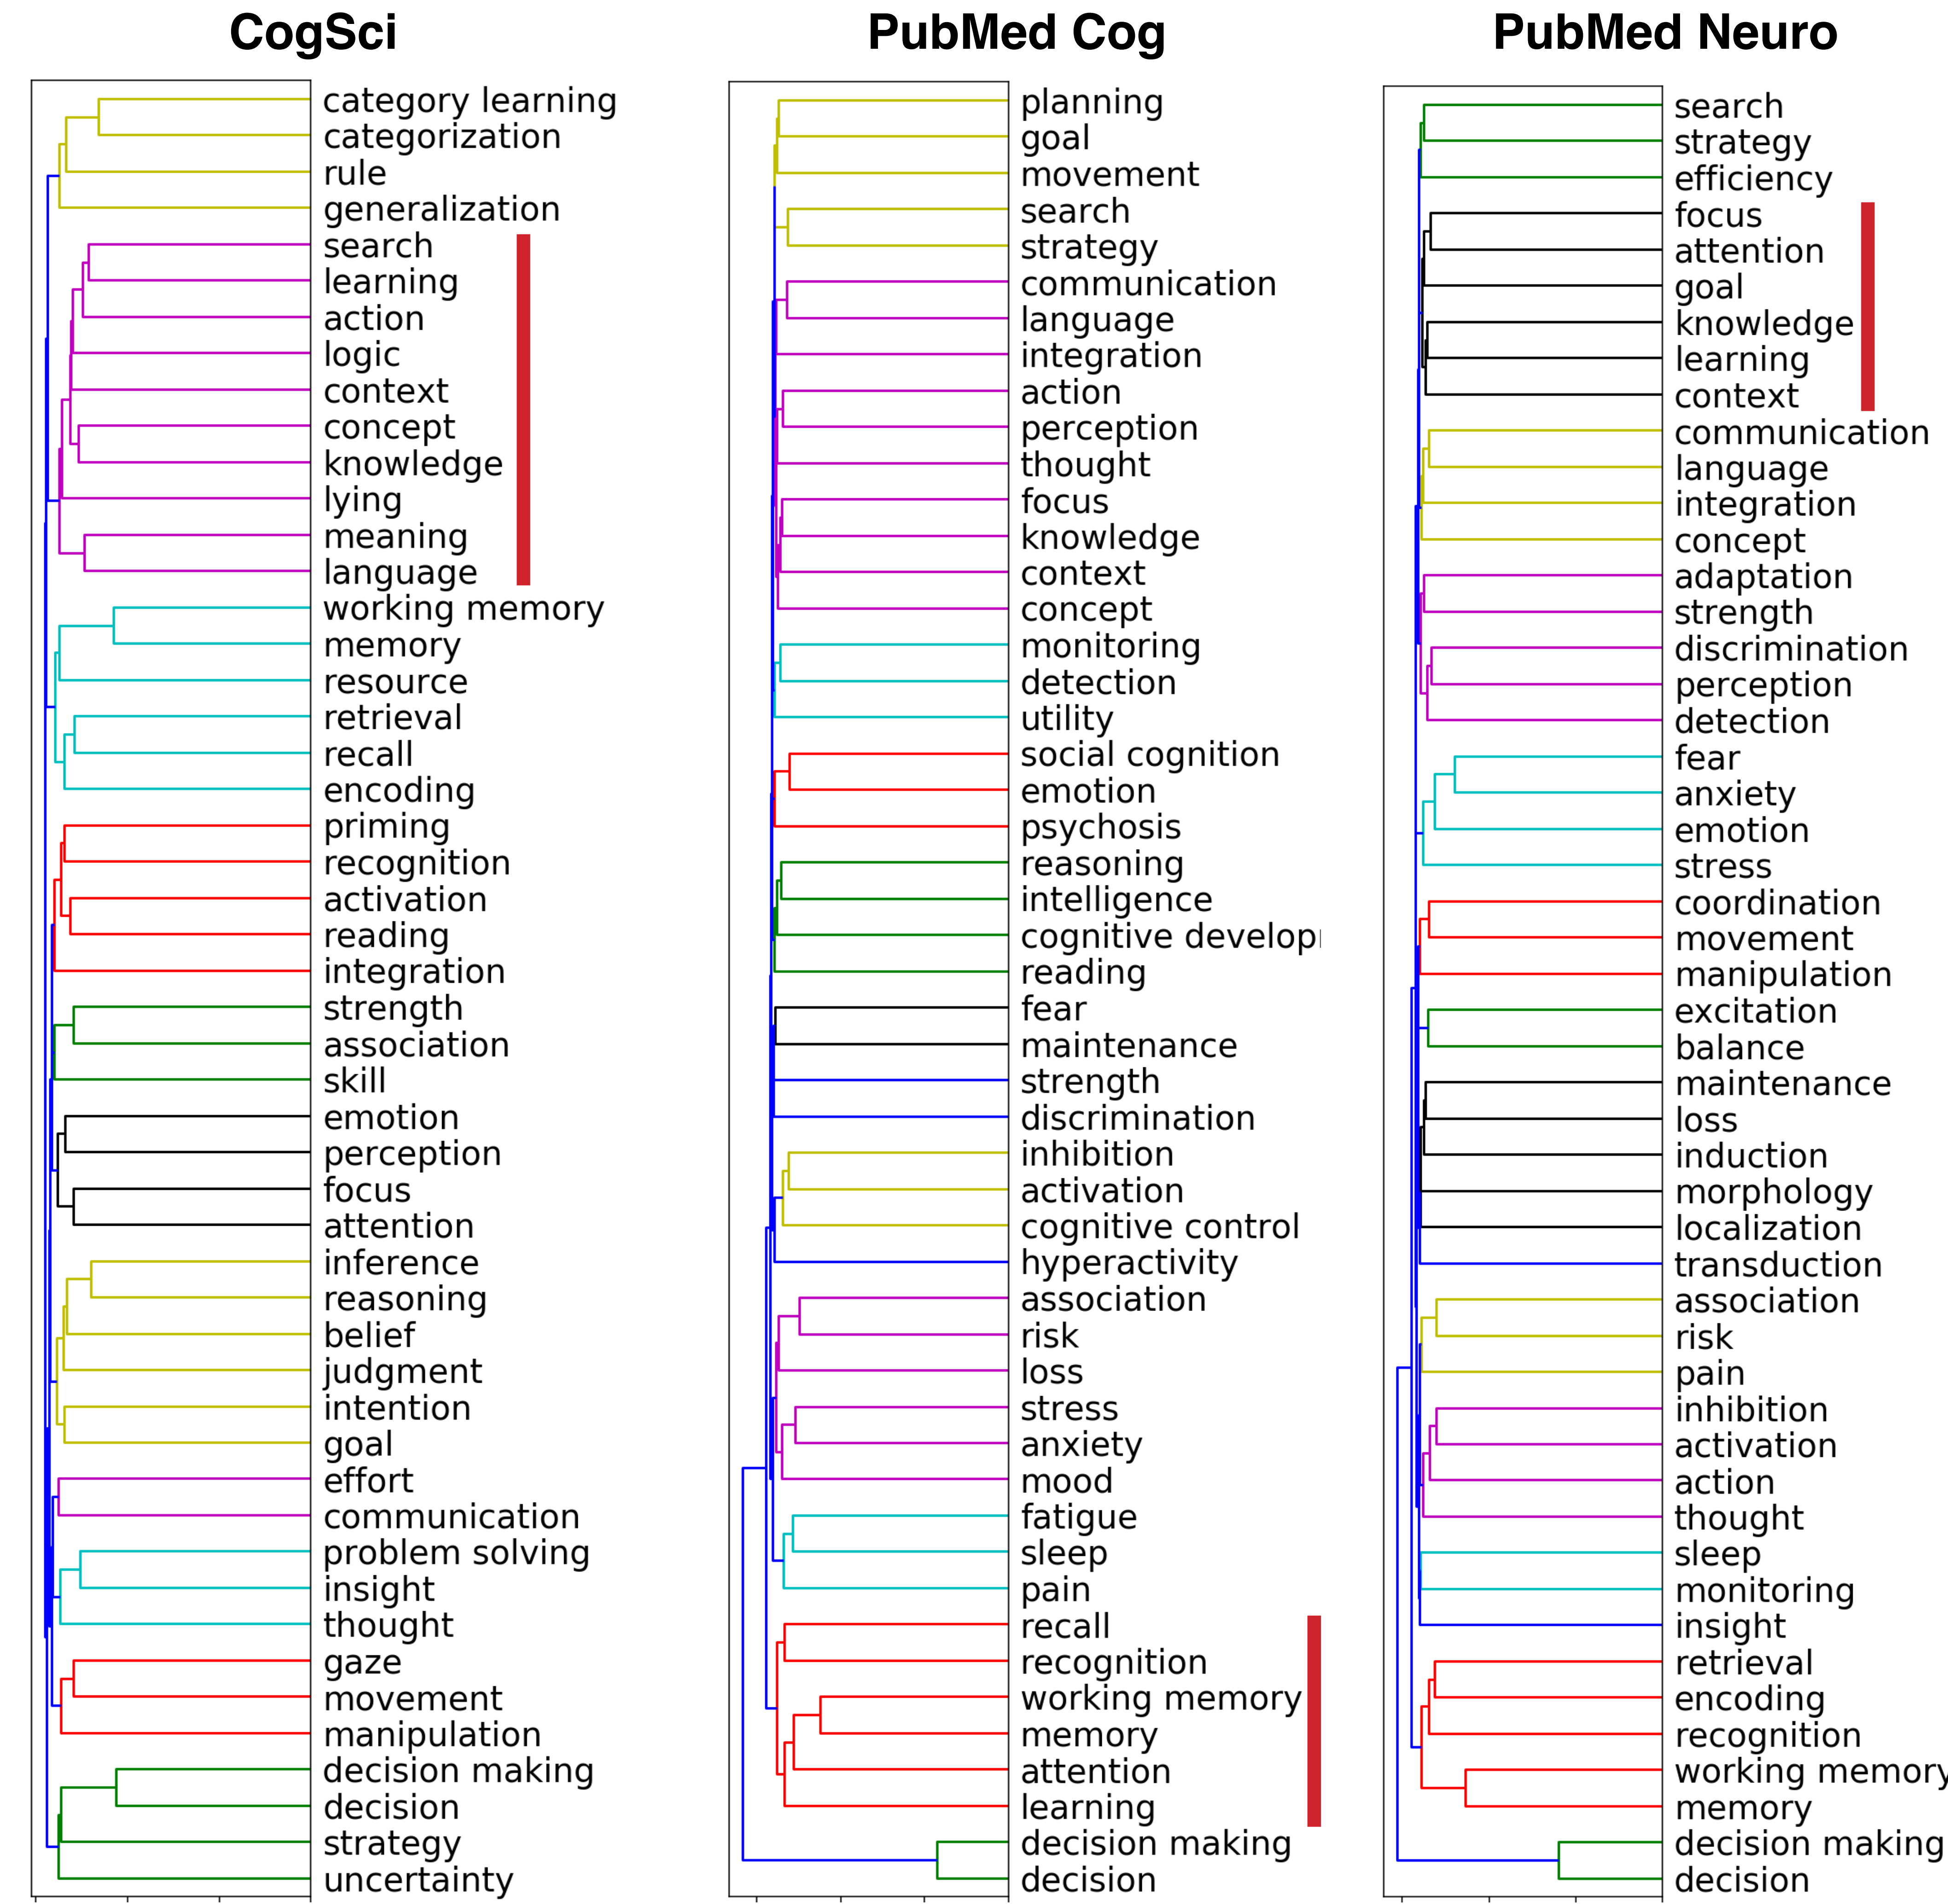 CogSci
category learning
categorization
rule
generalization
search
learning
action
logic
context
concept
knowledge
lying
meaning
language
working memory
memory
resource
retrieval
recall
encoding
priming
recognition
activation
reading
integration
strength
association
skill
emotion
perception
focus
attention
inference
reasoning
belief
judgment
intention
goal
effort
communication
problem solving
insight
thought
gaze
movement
manipulation
decision making
decision
strategy
uncertainty
PubMed Cog
planning
goal
movement
search
strategy
communication
language
integration
action
perception
thought
focus
knowledge
context
concept
monitoring
detection
utility
social cognition
emotion
psychosis
reasoning
intelligence
cognitive develop
reading
fear
maintenance
strength
discrimination
inhibition
activation
cognitive control
hyperactivity
association
risk
loss
stress
anxiety
mood
fatigue
sleep
pain
recall
recognition
working memory
memory
attention
learning
decision making
decision
PubMed Neuro
search
strategy
efficiency
focus
attention
goal
knowledge
learning
context
communication
language
integration
concept
adaptation
strength
discrimination
perception
detection
fear
anxiety
emotion
stress
coordination
movement
manipulation
excitation
balance
maintenance
loss
induction
morphology
localization
transduction
association
risk
pain
inhibition
activation
action
thought
sleep
monitoring
insight
retrieval
encoding
recognition
working memory
memory
decision making
decision